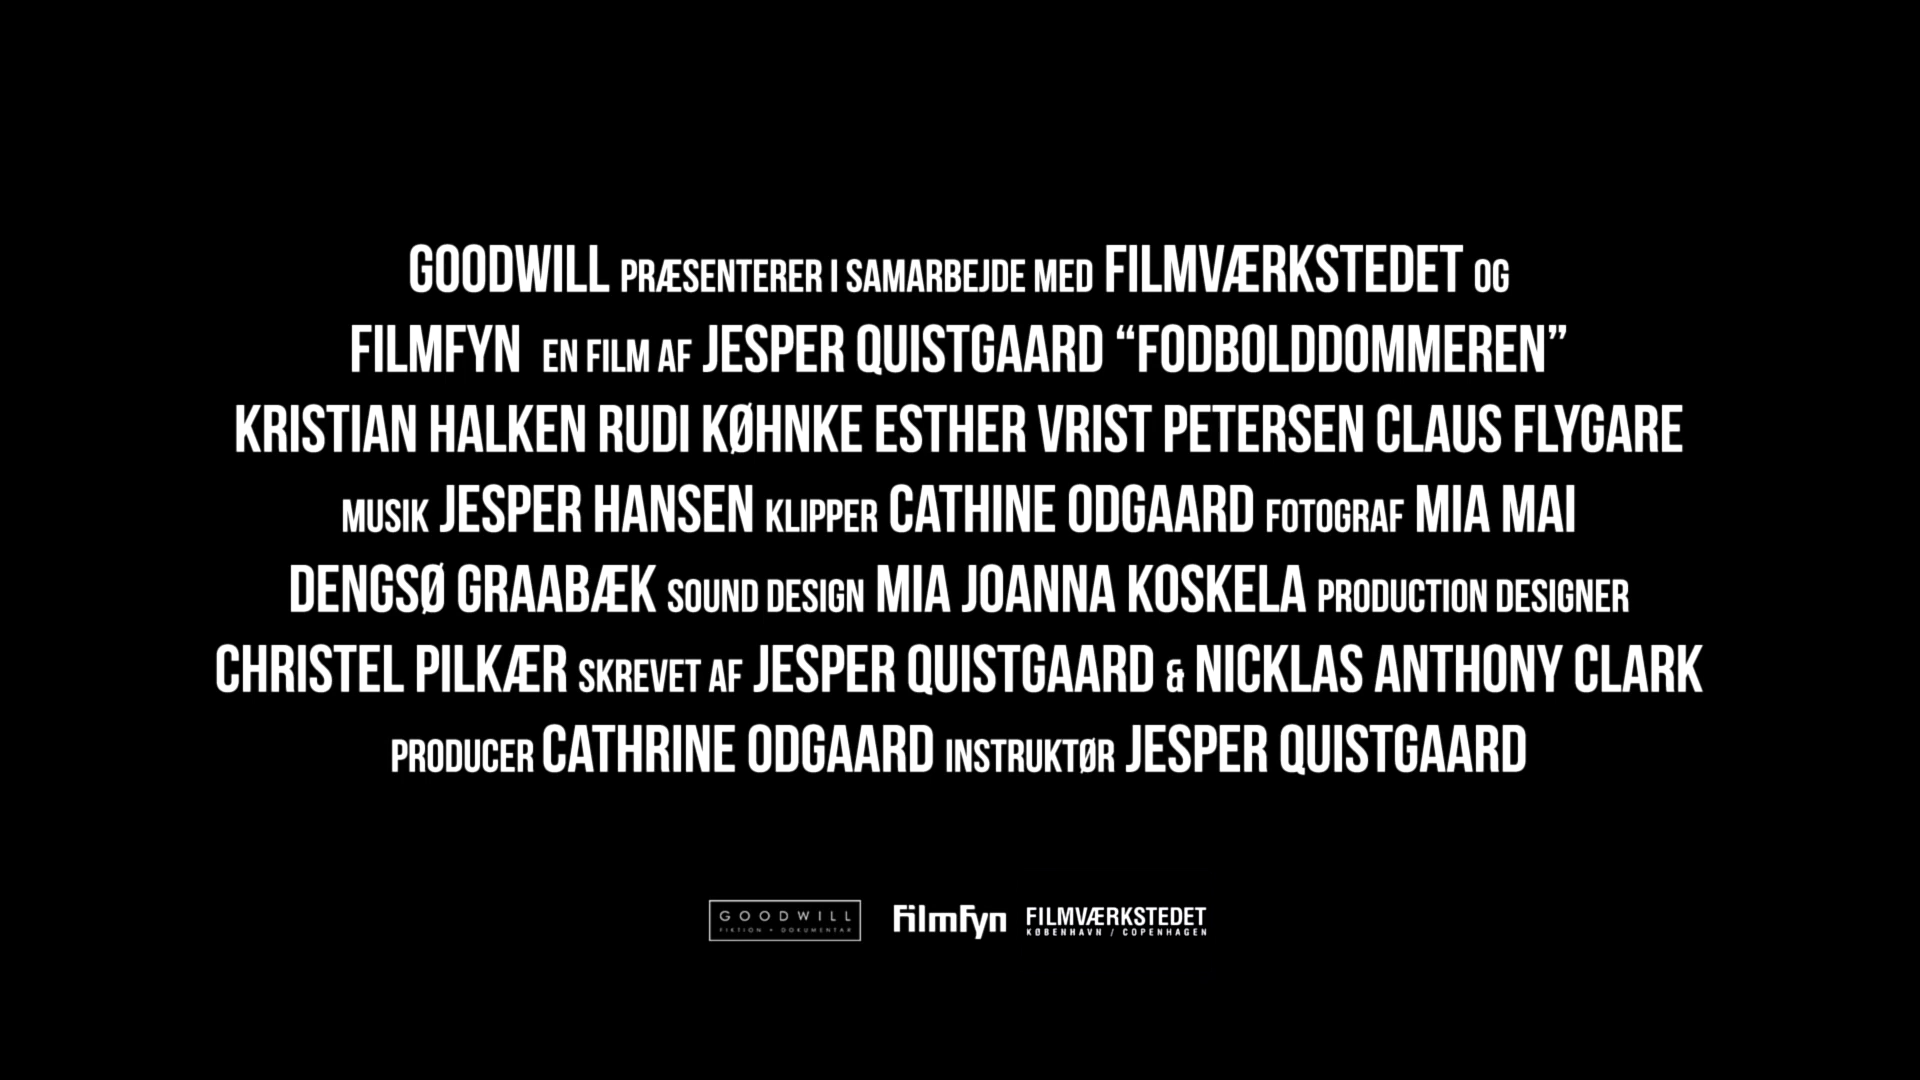 GOODWILL PRÆSENTERER I SAMARBEJDE MED FILMVÆRKSTEDET OG
FILMFYN EN FILM AF JESPER QUISTGAARD “FODBOLDDOMMEREN”
KRISTIAN HALKEN RUDI KØHNKE ESTHER VRIST PETERSEN CLAUS FLYGARE
MUSIK JESPER HANSEN KLIPPER CATHINE ODGAARD FOTOGRAF MIA MAI
DENGSØ GRAABÆK SOUND DESIGN MIA JOANNA KOSKELA PRODUCTION DESIGNER
CHRISTEL PILKÆR SKREVET AF JESPER QUISTGAARD & NICKLAS ANTHONY CLARK
PRODUCER CATHRINE ODGAARD INSTRUKTØR JESPER QUISTGAARD
GOODWILL
FIKTION + DOKUMENTAR
FilmFyn
FILMVÆRKSTEDET
KØBENHAVN / COPENHAGEN